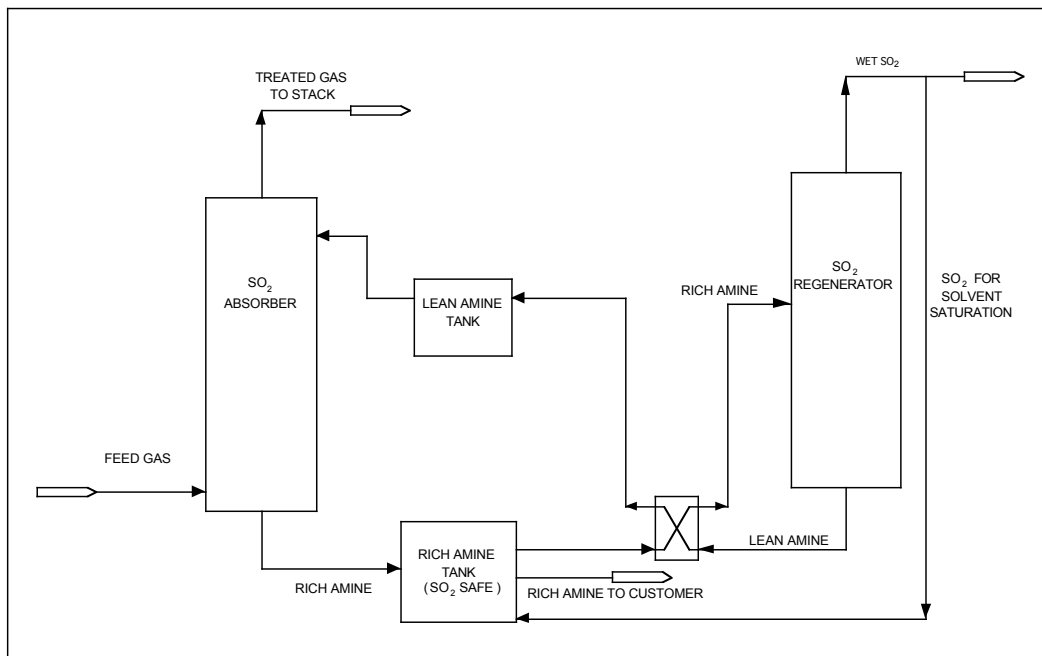 WET SO₂
TREATED GAS
TO STACK
SO₂
ABSORBER
SO₂
REGENERATOR
RICH AMINE
SO₂ FOR
SOLVENT
SATURATION
LEAN AMINE
TANK
FEED GAS
LEAN AMINE
RICH AMINE
TANK
(SO₂ SAFE)
RICH AMINE
RICH AMINE TO CUSTOMER